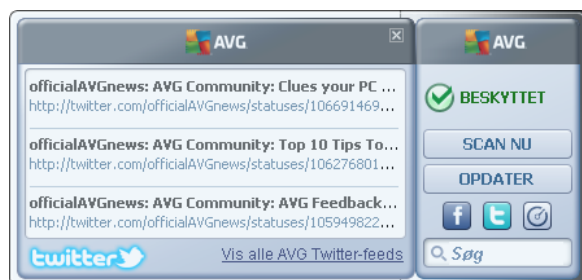 AVG
officialAVGnews: AVG Community: Clues your PC ...
http://twitter.com/officialAVGnews/statuses/106691469...
officialAVGnews: AVG Community: Top 10 Tips To...
http://twitter.com/officialAVGnews/statuses/106276801...
officialAVGnews: AVG Community: AVG Feedback...
http://twitter.com/officialAVGnews/statuses/105949822...
twitter
Vis alle AVG Twitter-feeds
AVG
BESKYTTET
SCAN NU
OPDATER
f t
Søg